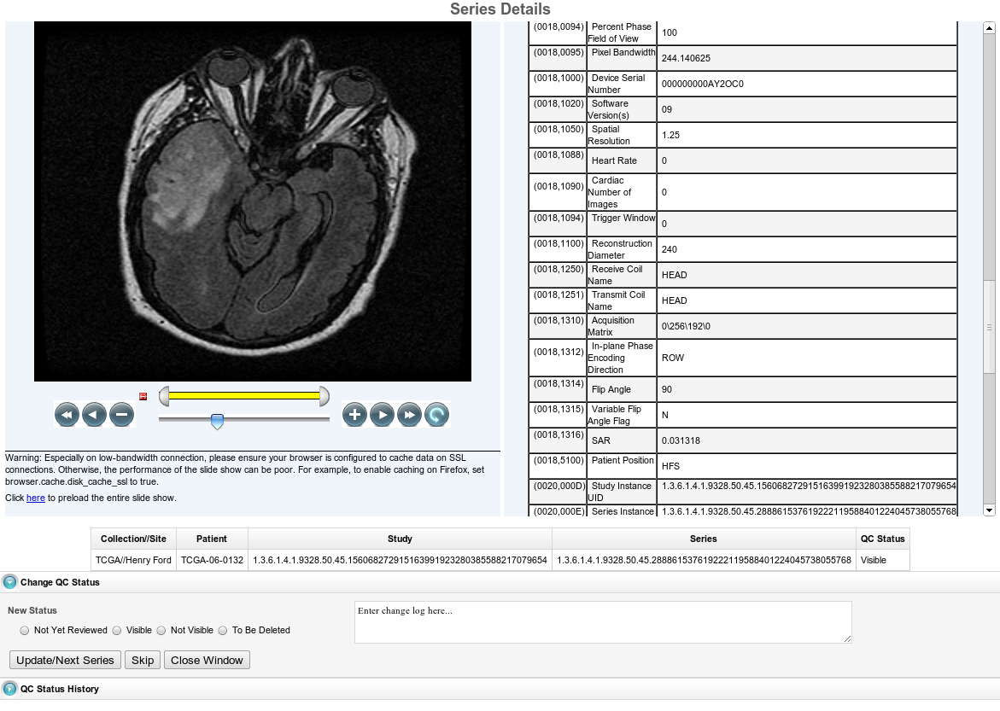 Series Details
(0018,0094) Percent Phase
Field of View
100
(0018,0095) Pixel Bandwidth
244.140625
(0018,1000) Device Serial
Number
000000000AY2OC0
(0018,1020) Software
Version(s)
09
(0018,1050) Spatial
Resolution
1.25
(0018,1088) Heart Rate
0
(0018,1090) Cardiac
Number of
Images
0
(0018,1094) Trigger Window
0
(0018,1100) Reconstruction
Diameter
240
(0018,1250) Receive Coil
Name
HEAD
(0018,1251) Transmit Coil
Name
HEAD
(0018,1310) Acquisition
Matrix
0\256\192\0
(0018,1312) In-plane Phase
Encoding
Direction
ROW
(0018,1314) Flip Angle
90
(0018,1315) Variable Flip
Angle Flag
N
(0018,1316) SAR
0.031318
(0018,5100) Patient Position
HFS
(0020,000D) Study Instance
UID
1.3.6.1.4.1.9328.50.45.156068272915163991923280385588217079654
(0020,000E) Series Instance
1.3.6.1.4.1.9328.50.45.288861537619222119588401224045738055768
Warning: Especially on low-bandwidth connection, please ensure your browser is configured to cache data on SSL
connections. Otherwise, the performance of the slide show can be poor. For example, to enable caching on Firefox, set
browser.cache.disk_cache_ssl to true.
Click here to preload the entire slide show.
Collection//Site Patient Study Series QC Status
TCGA//Henry Ford TCGA-06-0132 1.3.6.1.4.1.9328.50.45.156068272915163991923280385588217079654 1.3.6.1.4.1.9328.50.45.288861537619222119588401224045738055768 Visible
Change QC Status
New Status
Not Yet Reviewed Visible Not Visible To Be Deleted
Enter change log here...
Update/Next Series Skip Close Window
QC Status History